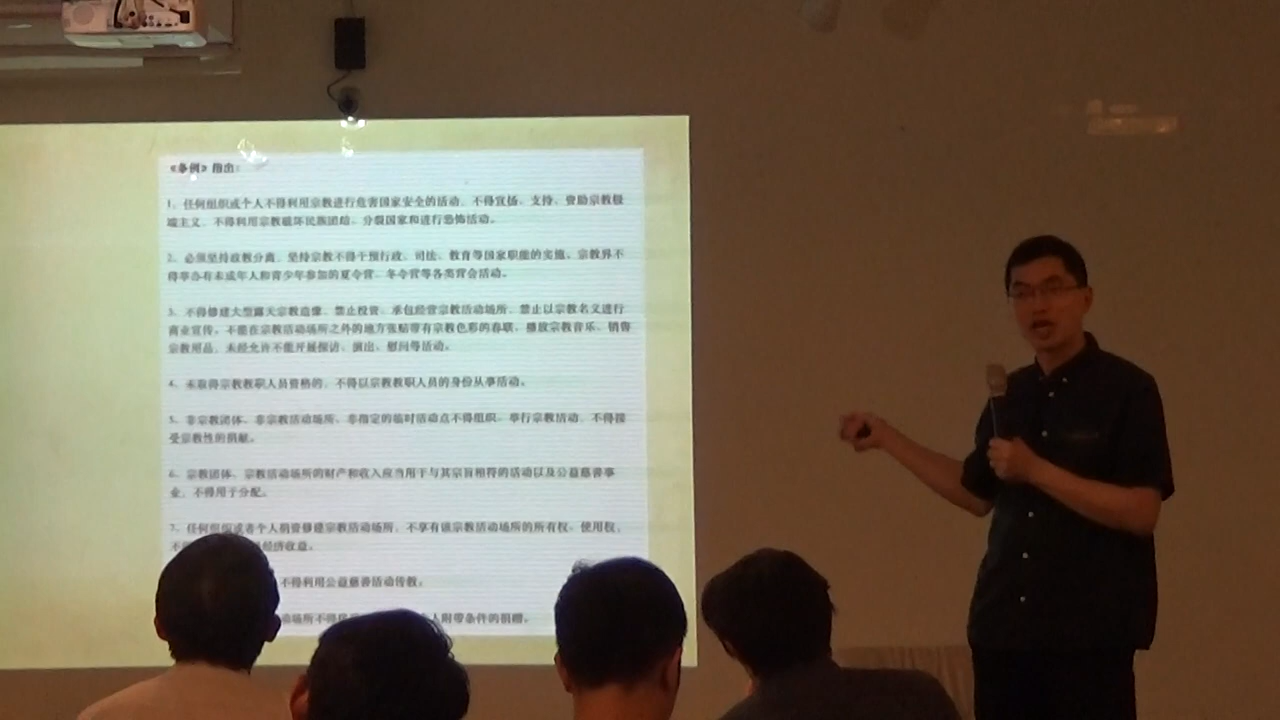 《条例》指出：
1、任何组织或个人不得利用宗教进行危害国家安全的活动，不得宣扬、支持、资助宗教极
端主义，不得利用宗教破坏民族团结、分裂国家和进行恐怖活动。
2、必须坚持政教分离，坚持宗教不得干预行政、司法、教育等国家职能的实施。宗教界不
得举办有未成年人和青少年参加的夏令营、冬令营等各类营会活动。
3、不得修建大型露天宗教造像，禁止投资、承包经营宗教活动场所，禁止以宗教名义进行
商业宣传。不能在宗教活动场所之外的地方张贴带有宗教色彩的春联、播放宗教音乐、销售
宗教用品，未经允许不能开展探访、演出、慰问等活动。
4、未取得宗教教职人员资格的，不得以宗教教职人员的身份从事活动。
5、非宗教团体、非宗教活动场所、非指定的临时活动点不得组织、举行宗教活动，不得接
受宗教性的捐献。
6、宗教团体、宗教活动场所的财产和收入应当用于与其宗旨相符的活动以及公益慈善事
业，不得用于分配。
7、任何组织或者个人捐资修建宗教活动场所，不享有该宗教活动场所的所有权、使用权，
不 经济收益。
不得利用公益慈善活动传教。
动场所不得 人附带条件的捐赠。